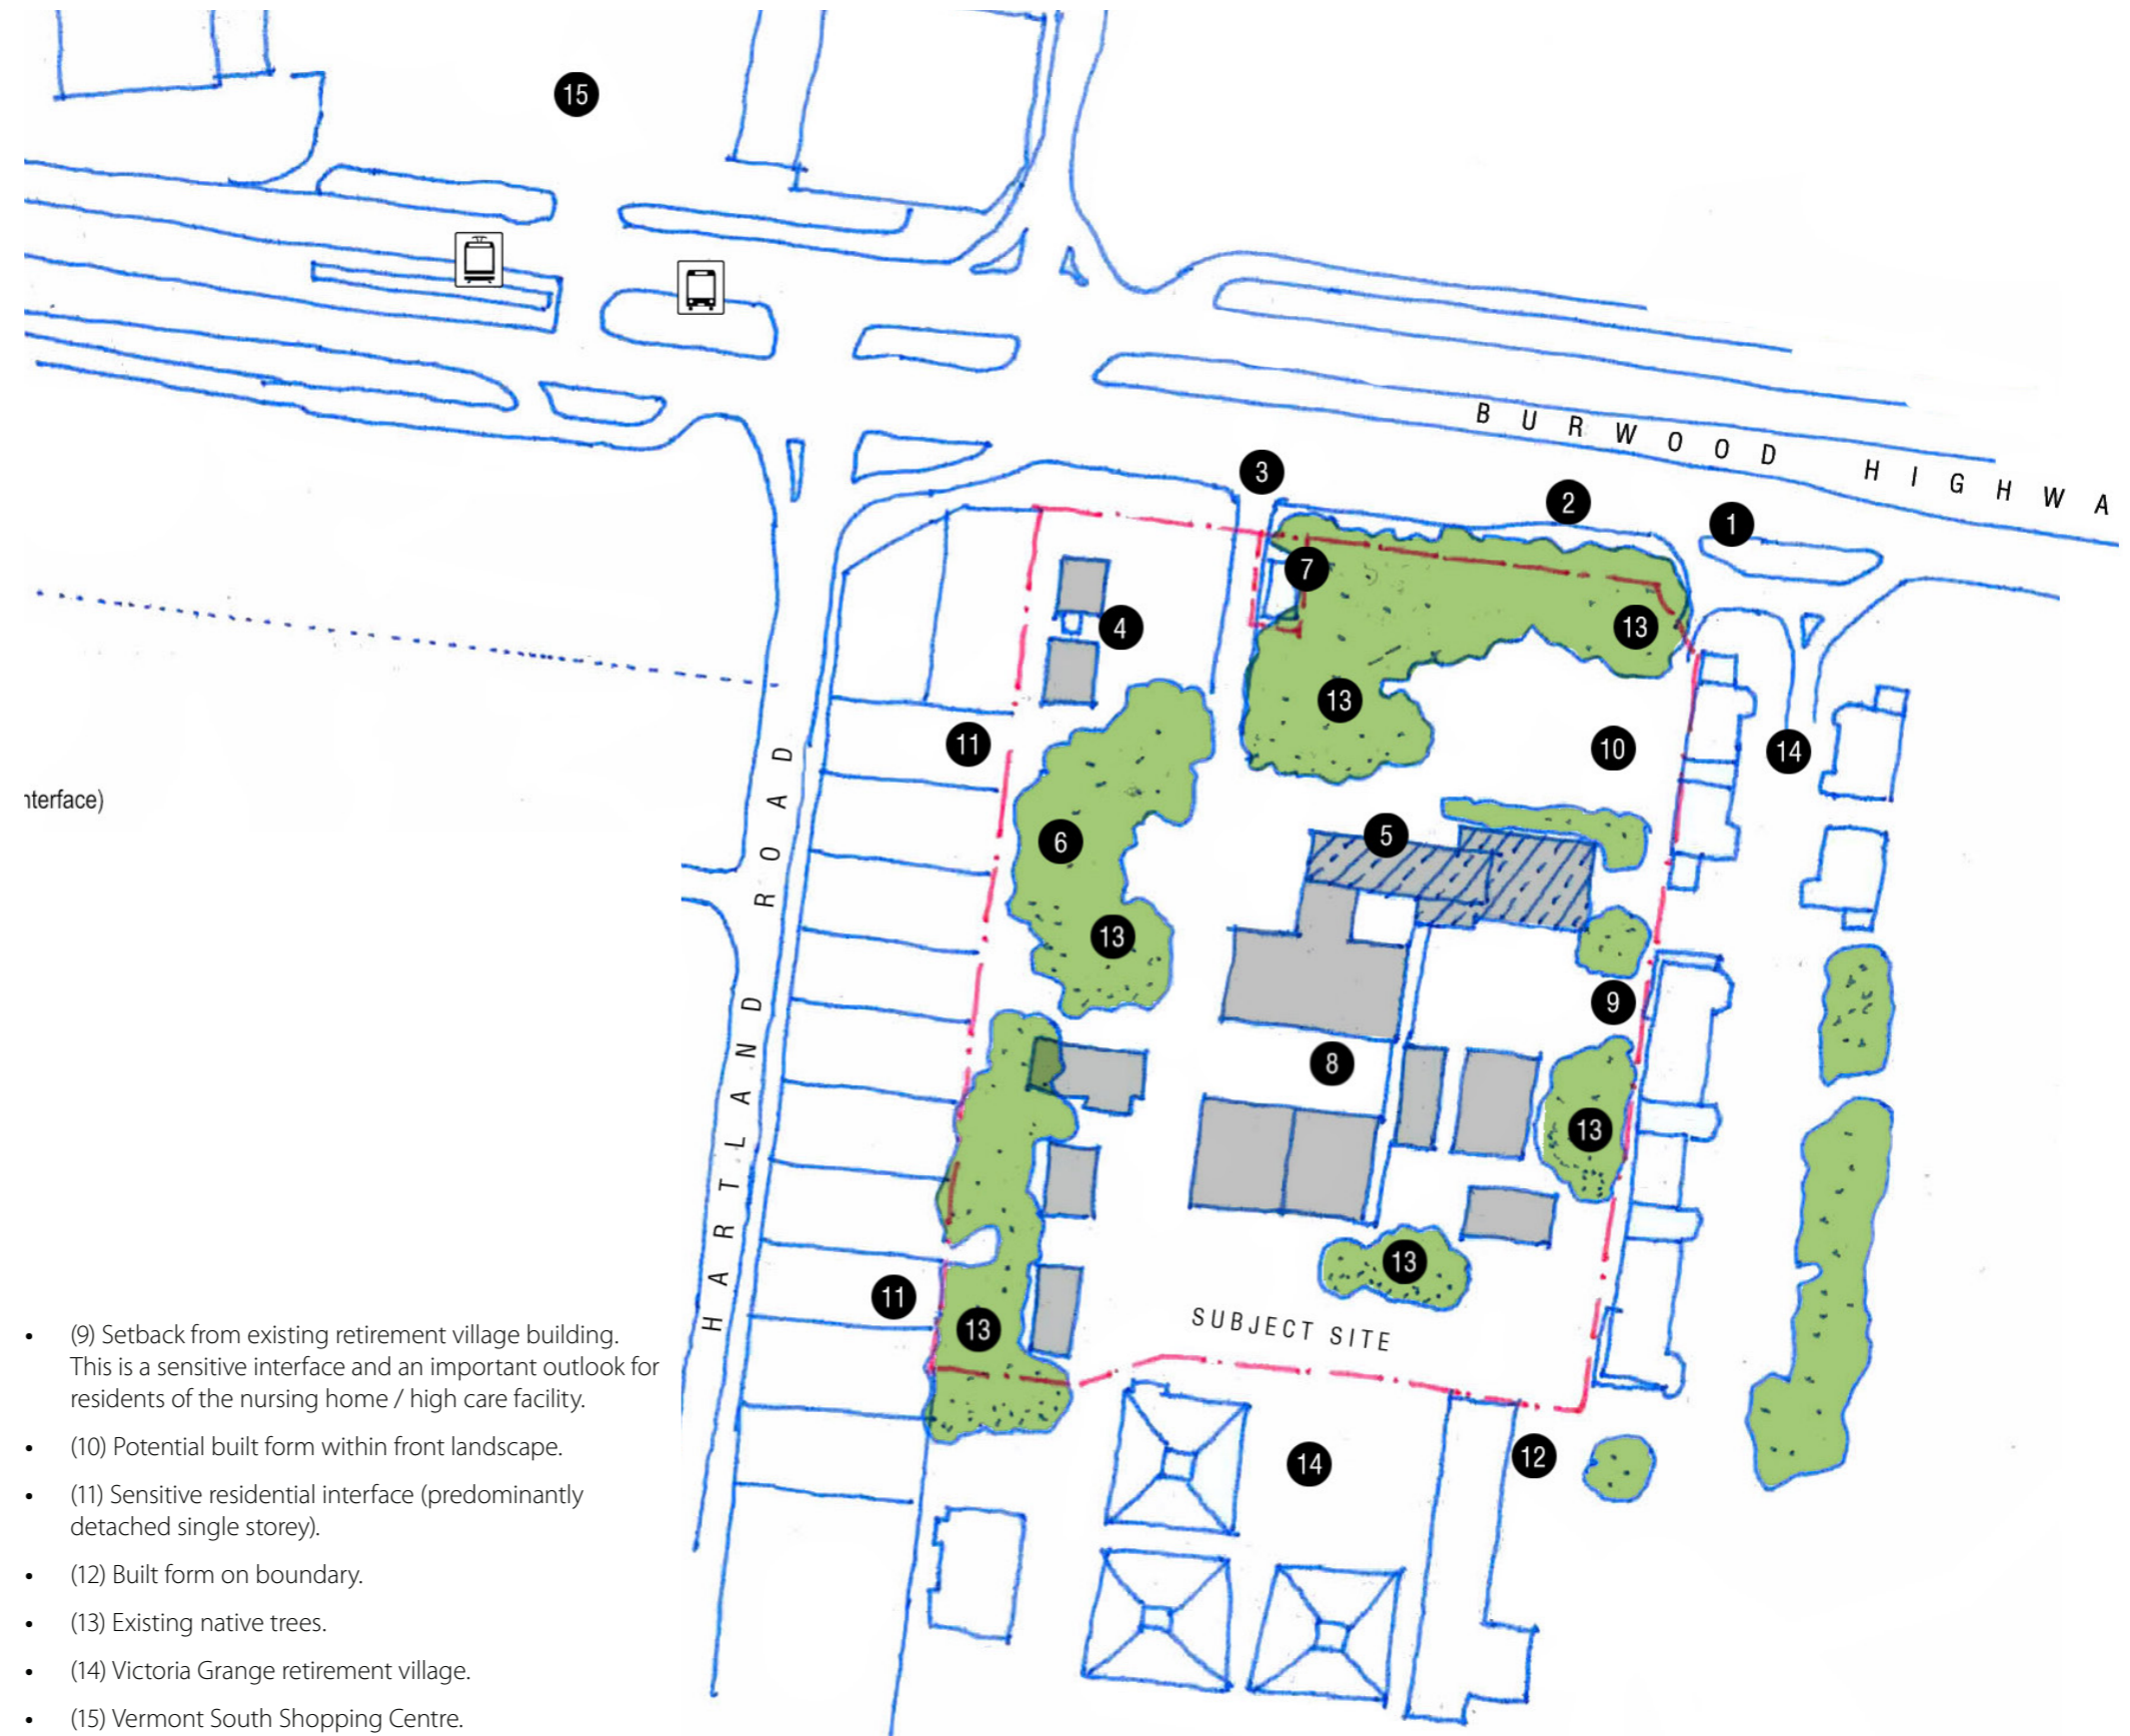 15
BURWOOD HIGHWA
3
2
1
7
4
13
13
11
10
14
nterface)
5
6
13
9
8
13
13
11
13
SUBJECT SITE
HARTLAND ROAD
12
14
• (9) Setback from existing retirement village building.
This is a sensitive interface and an important outlook for
residents of the nursing home / high care facility.
• (10) Potential built form within front landscape.
• (11) Sensitive residential interface (predominantly
detached single storey).
• (12) Built form on boundary.
• (13) Existing native trees.
• (14) Victoria Grange retirement village.
• (15) Vermont South Shopping Centre.